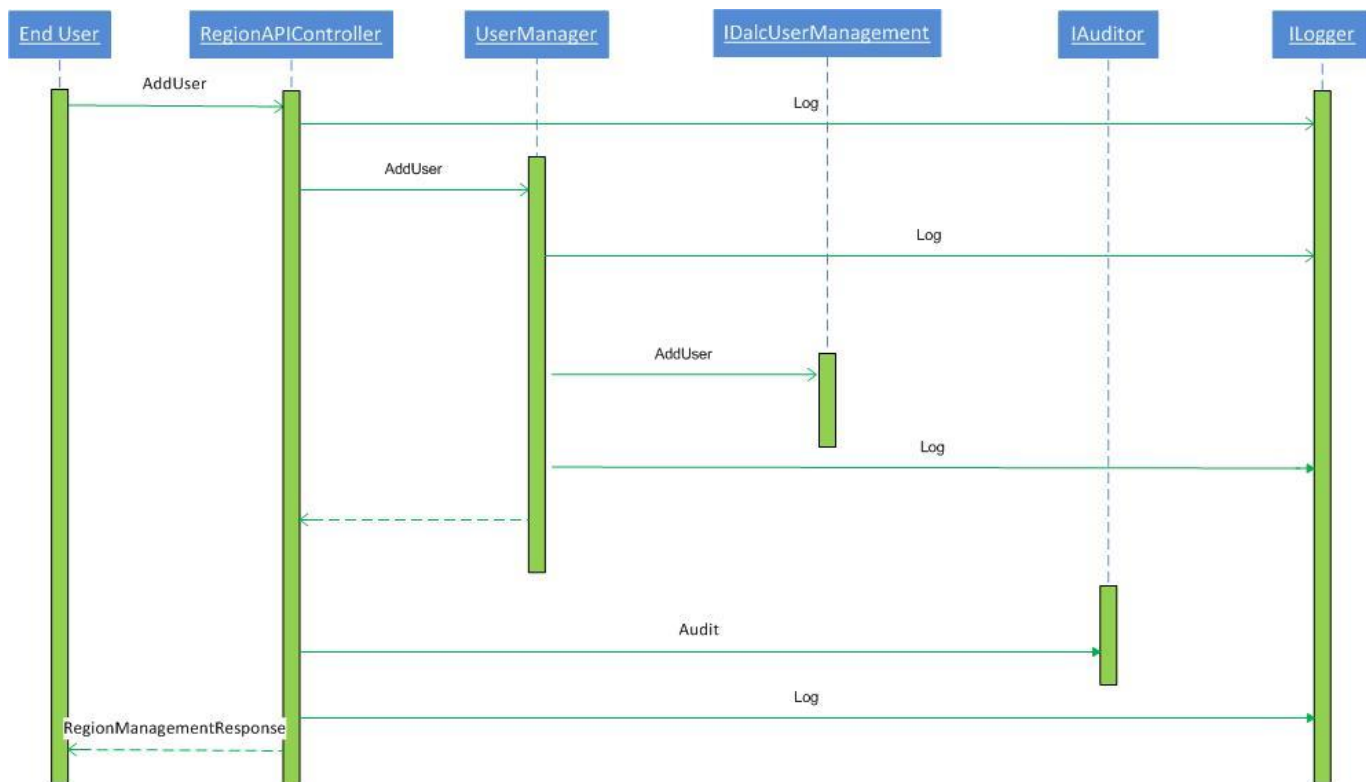 End User
RegionAPIController
UserManager
IDalcUserManagement
IAuditor
ILogger
AddUser
Log
AddUser
Log
AddUser
Log
Audit
Log
RegionManagementResponse